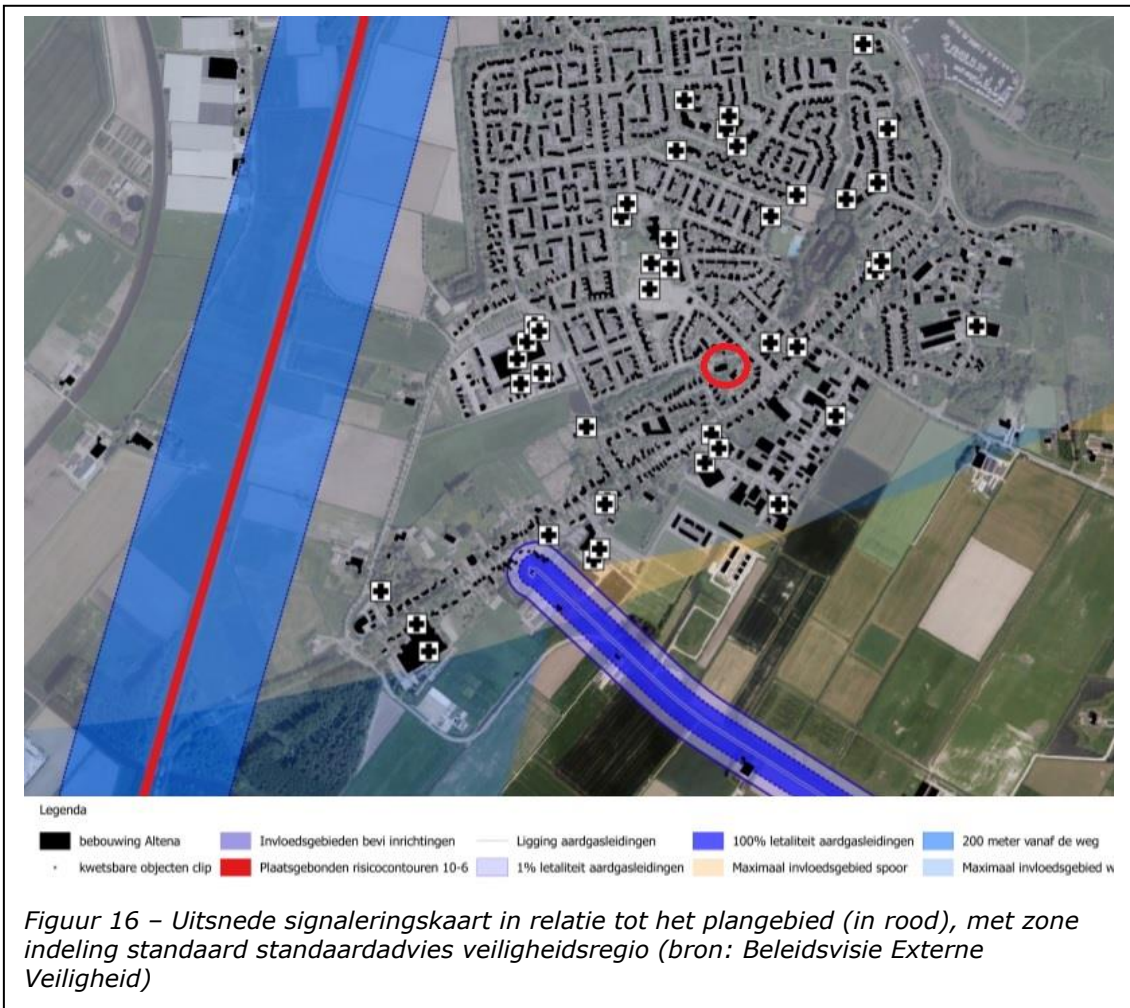 Legenda
bebouwing Altena Invloedsgebieden bevi inrichtingen Ligging aardgasleidingen 100% letaliteit aardgasleidingen 200 meter vanaf de weg
kwetsbare objecten clip Plaatsgebonden risicocontouren 10-6 1% letaliteit aardgasleidingen Maximaal invloedsgebied spoor Maximaal invloedsgebied w
Figuur 16 – Uitsnede signaleringskaart in relatie tot het plangebied (in rood), met zone
indeling standaard standaardadvies veiligheidsregio (bron: Beleidsvisie Externe
Veiligheid)